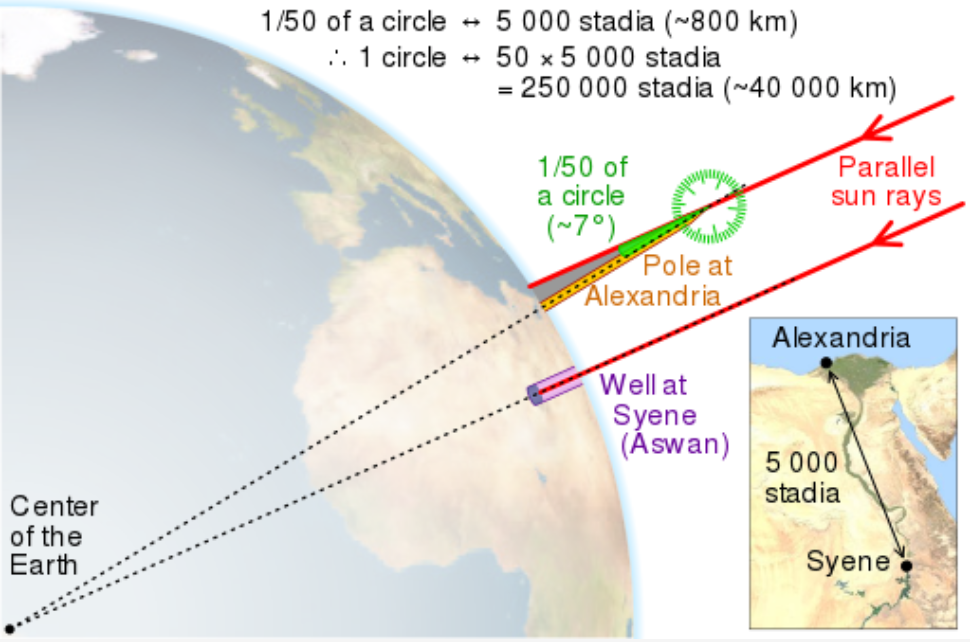 1/50 of a circle ↔ 5 000 stadia (~800 km)
∴ 1 circle ↔ 50 × 5 000 stadia
= 250 000 stadia (~40 000 km)
1/50 of
a circle
(~7°)
Parallel
sun rays
Pole at
Alexandria
Well at
Syene
(Aswan)
Center
of the
Earth
Alexandria
5 000
stadia
Syene